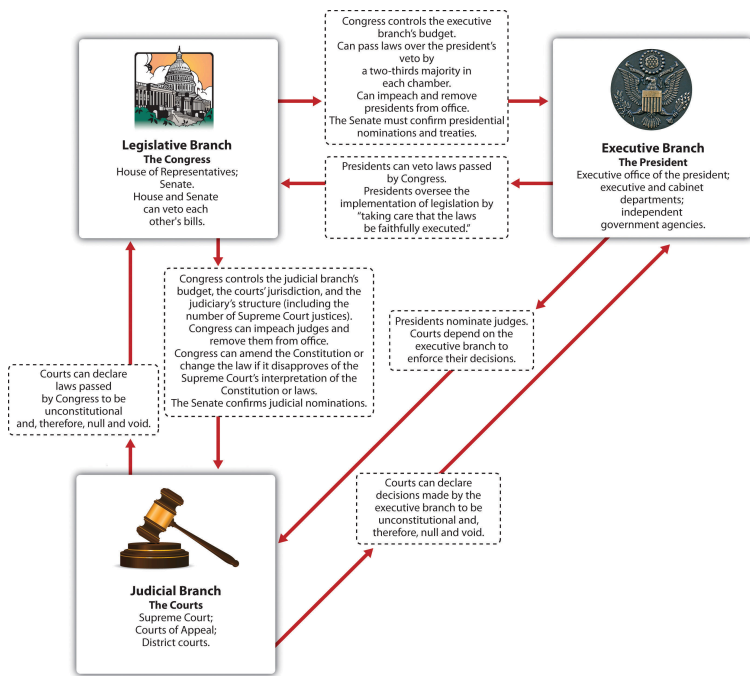 Congress controls the executive
branch's budget.
Can pass laws over the president's
veto by
a two-thirds majority in
each chamber.
Can impeach and remove
presidents from office.
The Senate must confirm presidential
nominations and treaties.
Legislative Branch
The Congress
House of Representatives;
Senate.
House and Senate
can veto each
other's bills.
Executive Branch
The President
Executive office of the president;
executive and cabinet
departments;
independent
government agencies.
Presidents can veto laws passed
by Congress.
Presidents oversee the
implementation of legislation by
“taking care that the laws
be faithfully executed.”
Congress controls the judicial branch's
budget, the courts' jurisdiction, and the
judiciary's structure (including the
number of Supreme Court justices).
Congress can impeach judges and
remove them from office.
Congress can amend the Constitution or
change the law if it disapproves of the
Supreme Court's interpretation of the
Constitution or laws.
The Senate confirms judicial nominations.
Presidents nominate judges.
Courts depend on the
executive branch to
enforce their decisions.
Courts can declare
laws passed
by Congress to be
unconstitutional
and, therefore, null and void.
Courts can declare
decisions made by the
executive branch to be
unconstitutional and,
therefore, null and void.
Judicial Branch
The Courts
Supreme Court;
Courts of Appeal;
District courts.